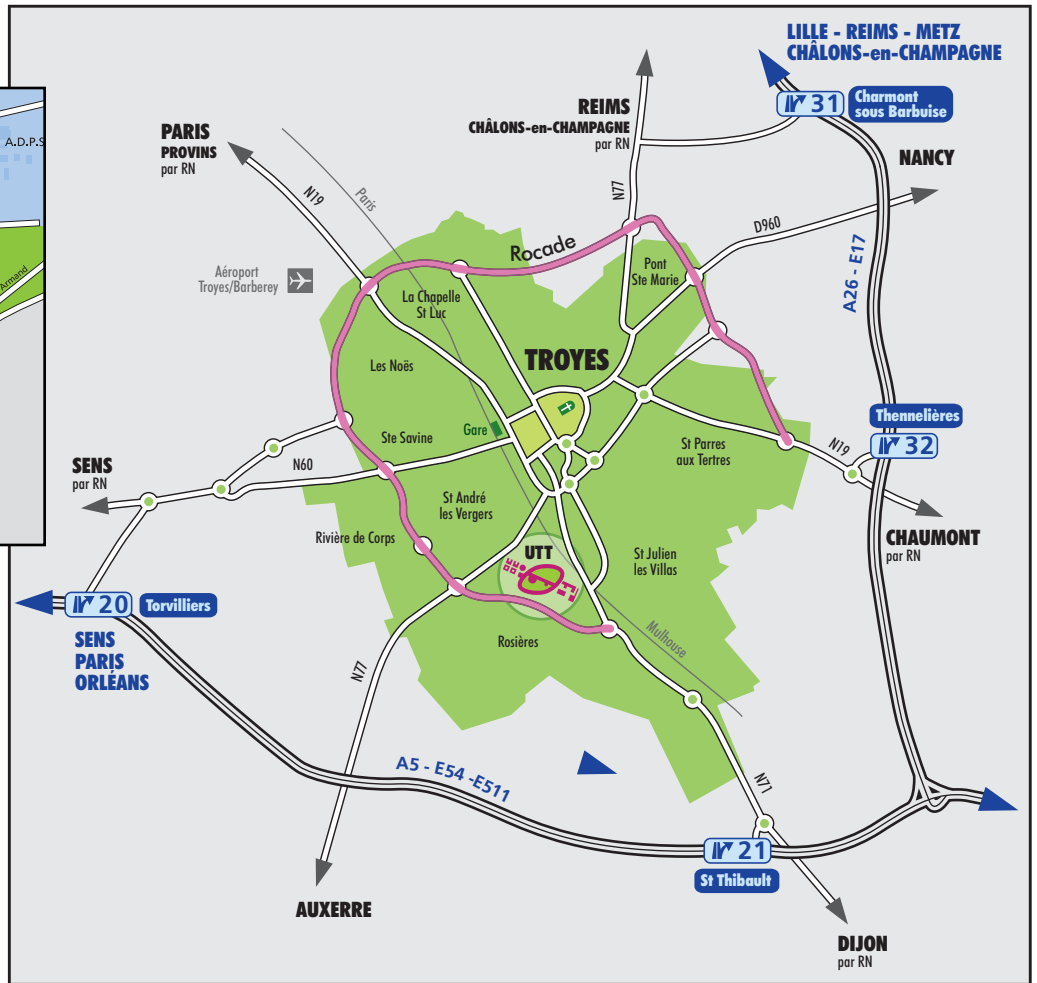 LILLE - REIMS - METZ
CHÂLONS-en-CHAMPAGNE
31
Charmont
sous Barbuise
A.D.P.S
Armand
PARIS
PROVINS
par RN
REIMS
CHÂLONS-en-CHAMPAGNE
par RN
NANCY
N19
Paris
N77
D960
Rocade
A26 - E17
Aéroport
Troyes/Barberey
La Chapelle
St Luc
Pont
Ste Marie
Les Noës
TROYES
Ste Savine
Gare
St Parres
aux Tertres
Thennelières
32
N19
SENS
par RN
N60
St André
les Vergers
Rivière de Corps
UTT
St Julien
les Villas
CHAUMONT
par RN
20
Torvilliers
SENS
PARIS
ORLÉANS
Rosières
Mulhouse
N77
A5 - E54 -E511
N71
21
St Thibault
AUXERRE
DIJON
par RN